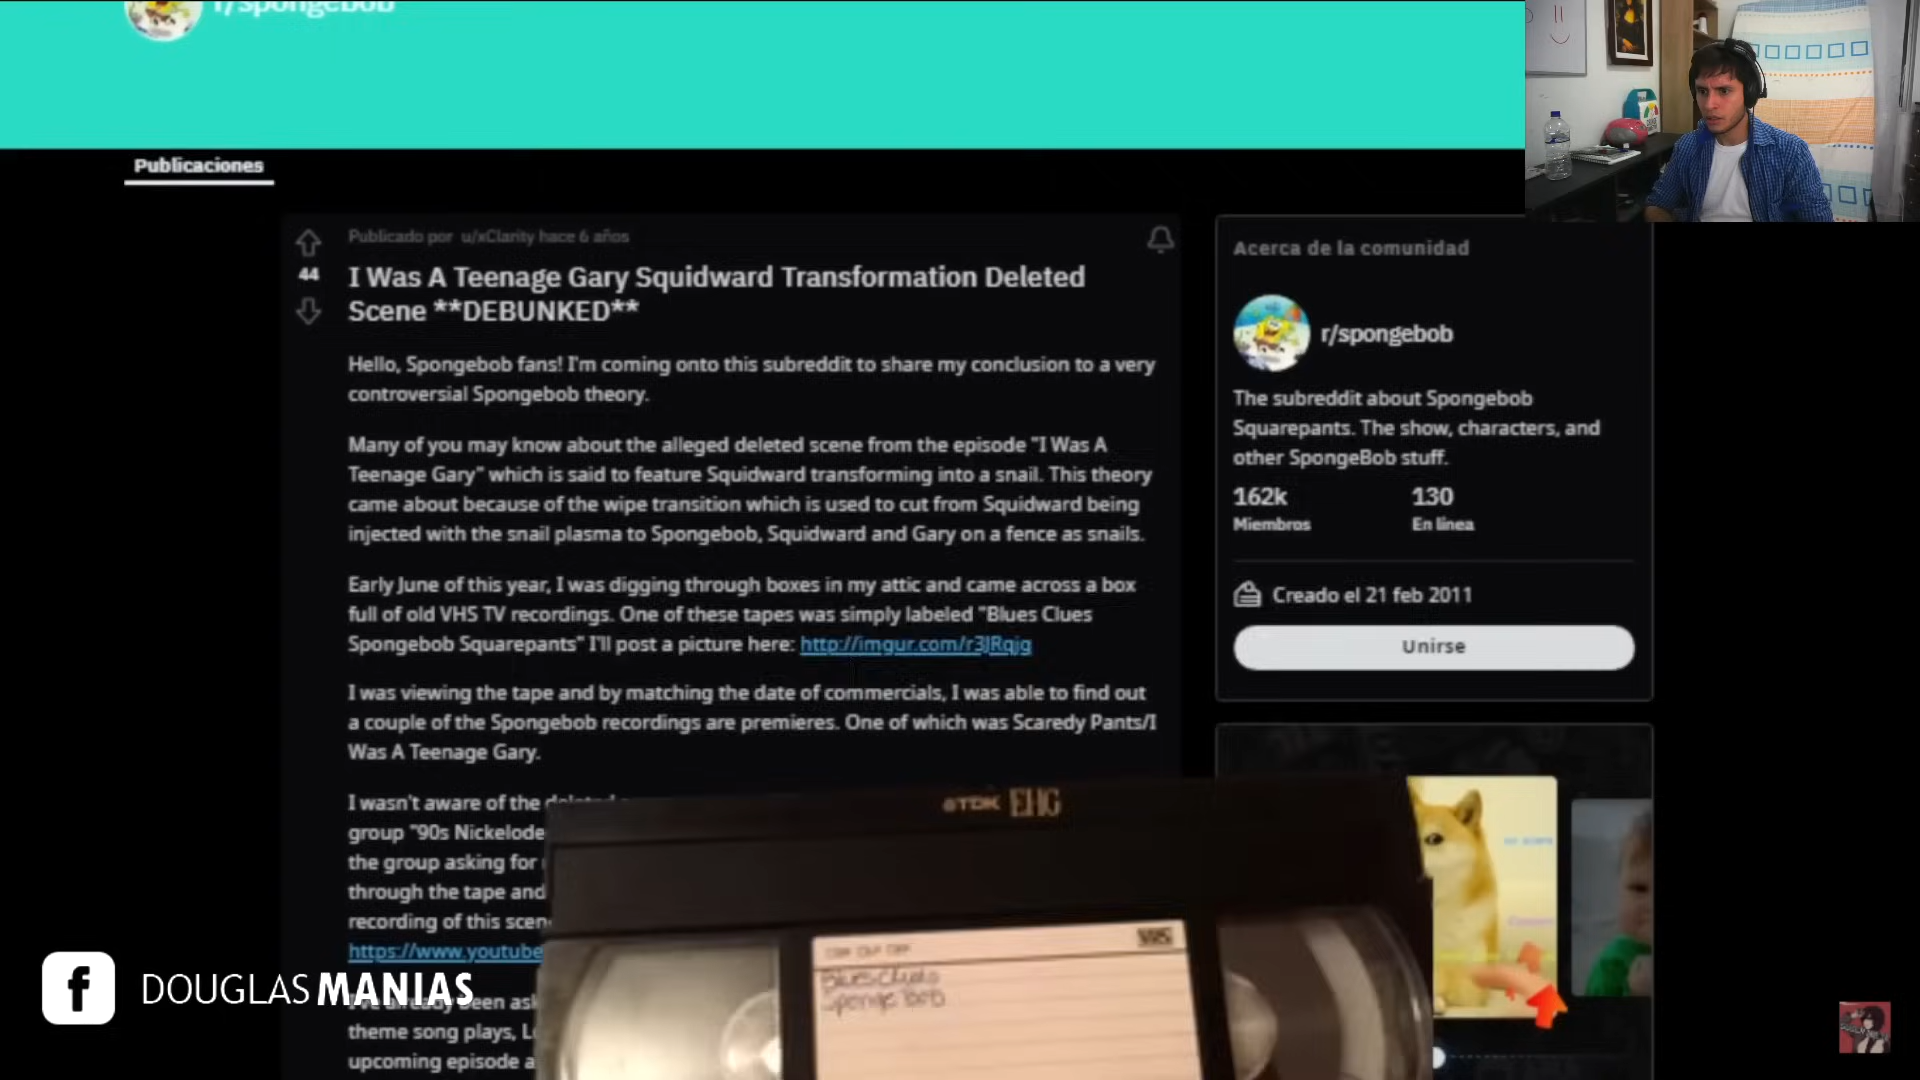 r/spongebob
Publicaciones
Publicado por u/xClarity hace 6 años
44
I Was A Teenage Gary Squidward Transformation Deleted
Scene **DEBUNKED**
Hello, Spongebob fans! I'm coming onto this subreddit to share my conclusion to a very
controversial Spongebob theory.
Many of you may know about the alleged deleted scene from the episode "I Was A
Teenage Gary" which is said to feature Squidward transforming into a snail. This theory
came about because of the wipe transition which is used to cut from Squidward being
injected with the snail plasma to Spongebob, Squidward and Gary on a fence as snails.
Early June of this year, I was digging through boxes in my attic and came across a box
full of old VHS TV recordings. One of these tapes was simply labeled "Blues Clues
Spongebob Squarepants" I'll post a picture here: http://imgur.com/r3JRqjg
I was viewing the tape and by matching the date of commercials, I was able to find out
a couple of the Spongebob recordings are premieres. One of which was Scaredy Pants/I
Was A Teenage Gary.
I wasn't aware of the
group "90s Nickelode
the group asking for
through the tape and
recording of this scen
https://www.youtube
theme song plays, L
upcoming episode a
Acerca de la comunidad
r/spongebob
The subreddit about Spongebob
Squarepants. The show, characters, and
other SpongeBob stuff.
162k
130
Miembros
En línea
Creado el 21 feb 2011
Unirse
TDK EHG
VHS
Blues Clues
Sponge Bob
f DOUGLASMANIAS